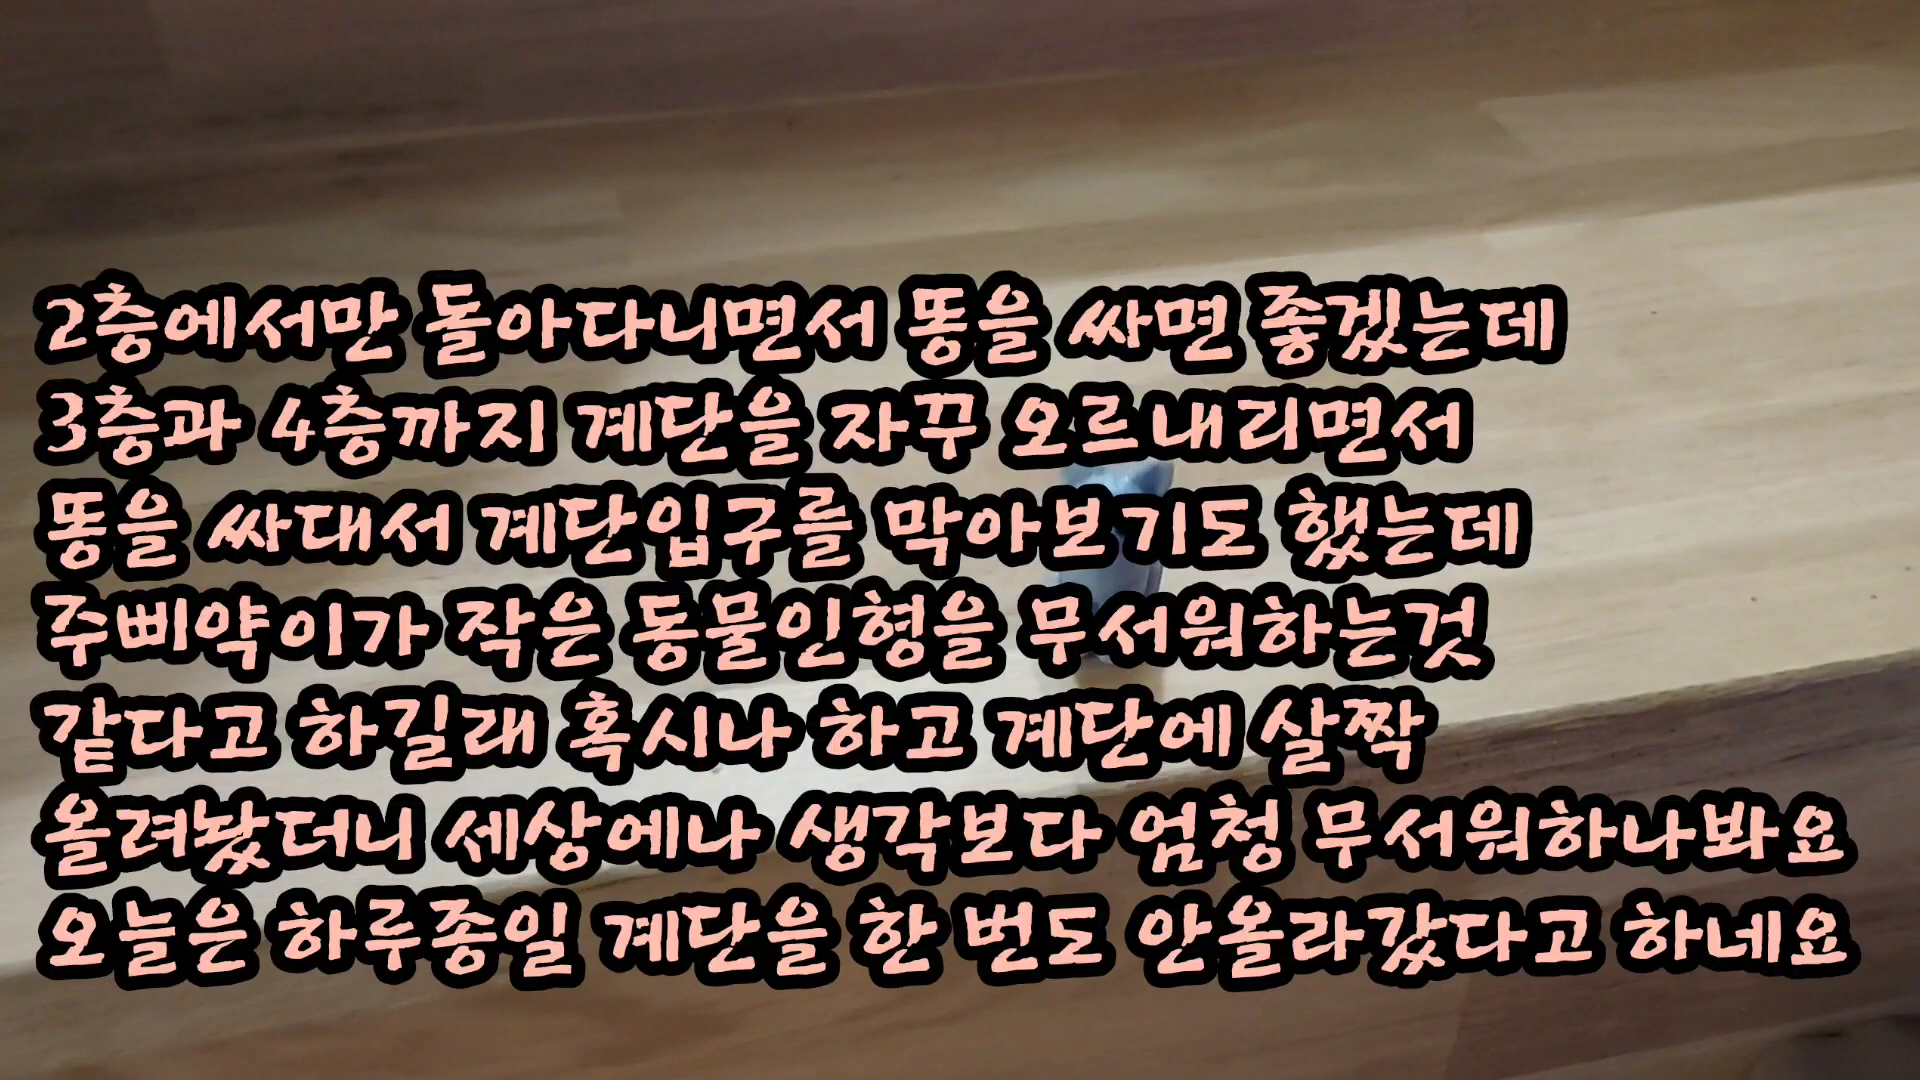 2층에서만 돌아다니면서 똥을 싸면 좋겠는데
3층과 4층까지 계단을 자꾸 오르내리면서
똥을 싸대서 계단입구를 막아보기도 했는데
주삐약이가 작은 동물인형을 무서워하는것
같다고 하길래 혹시나 하고 계단에 살짝
올려놨더니 세상에나 생각보다 엄청 무서워하나봐요
오늘은 하루종일 계단을 한 번도 안올라갔다고 하네요